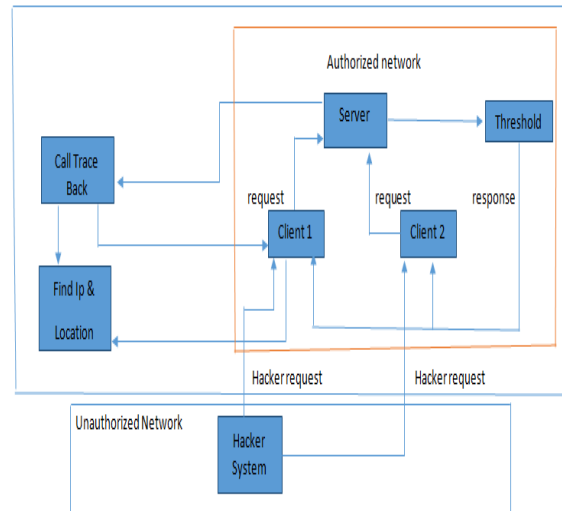 Authorized network
Server
Threshold
Call Trace
Back
request
request
response
Client 1
Client 2
Find Ip &
Location
Hacker request
Hacker request
Unauthorized Network
Hacker
System